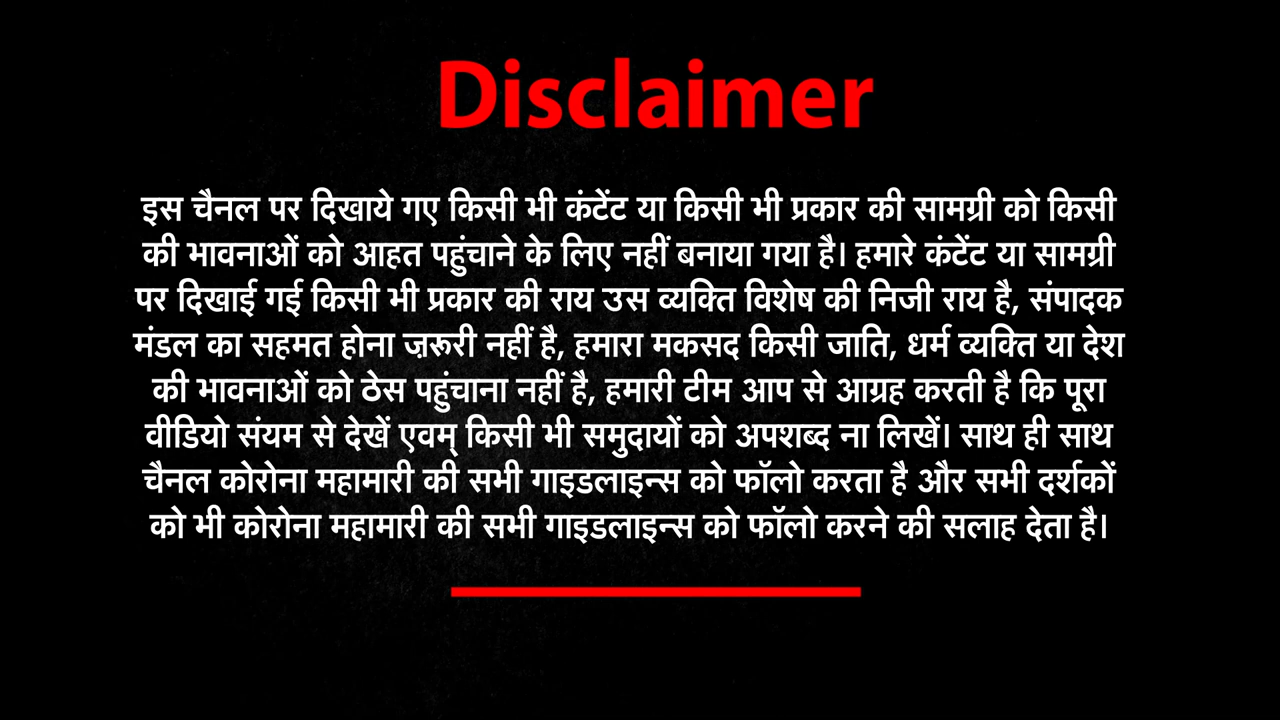 Disclaimer
इस चैनल पर दिखाये गए किसी भी कंटेंट या किसी भी प्रकार की सामग्री को किसी
की भावनाओं को आहत पहुंचाने के लिए नहीं बनाया गया है। हमारे कंटेंट या सामग्री
पर दिखाई गई किसी भी प्रकार की राय उस व्यक्ति विशेष की निजी राय है, संपादक
मंडल का सहमत होना ज़रूरी नहीं है, हमारा मकसद किसी जाति, धर्म व्यक्ति या देश
की भावनाओं को ठेस पहुंचाना नहीं है, हमारी टीम आप से आग्रह करती है कि पूरा
वीडियो संयम से देखें एवम् किसी भी समुदायों को अपशब्द ना लिखें। साथ ही साथ
चैनल कोरोना महामारी की सभी गाइडलाइन्स को फॉलो करता है और सभी दर्शकों
को भी कोरोना महामारी की सभी गाइडलाइन्स को फॉलो करने की सलाह देता है।